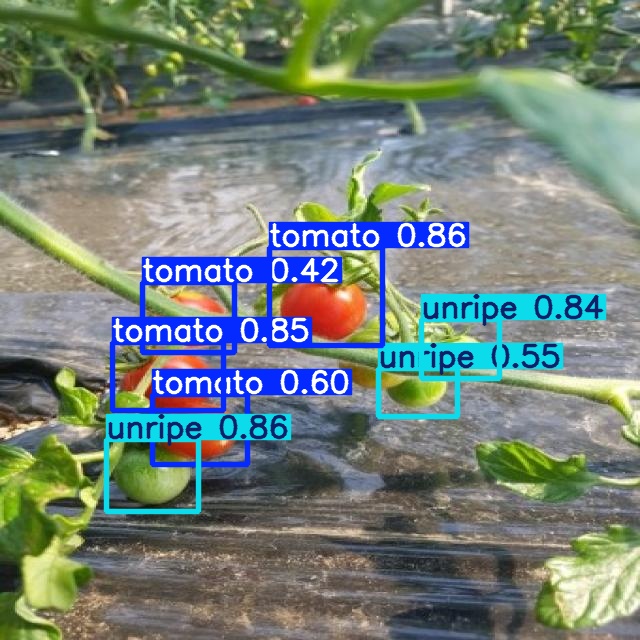 tomato 0.86
tomato 0.42
unripe 0.84
tomato 0.85
unripe 0.55
tomato 0.60
unripe 0.86